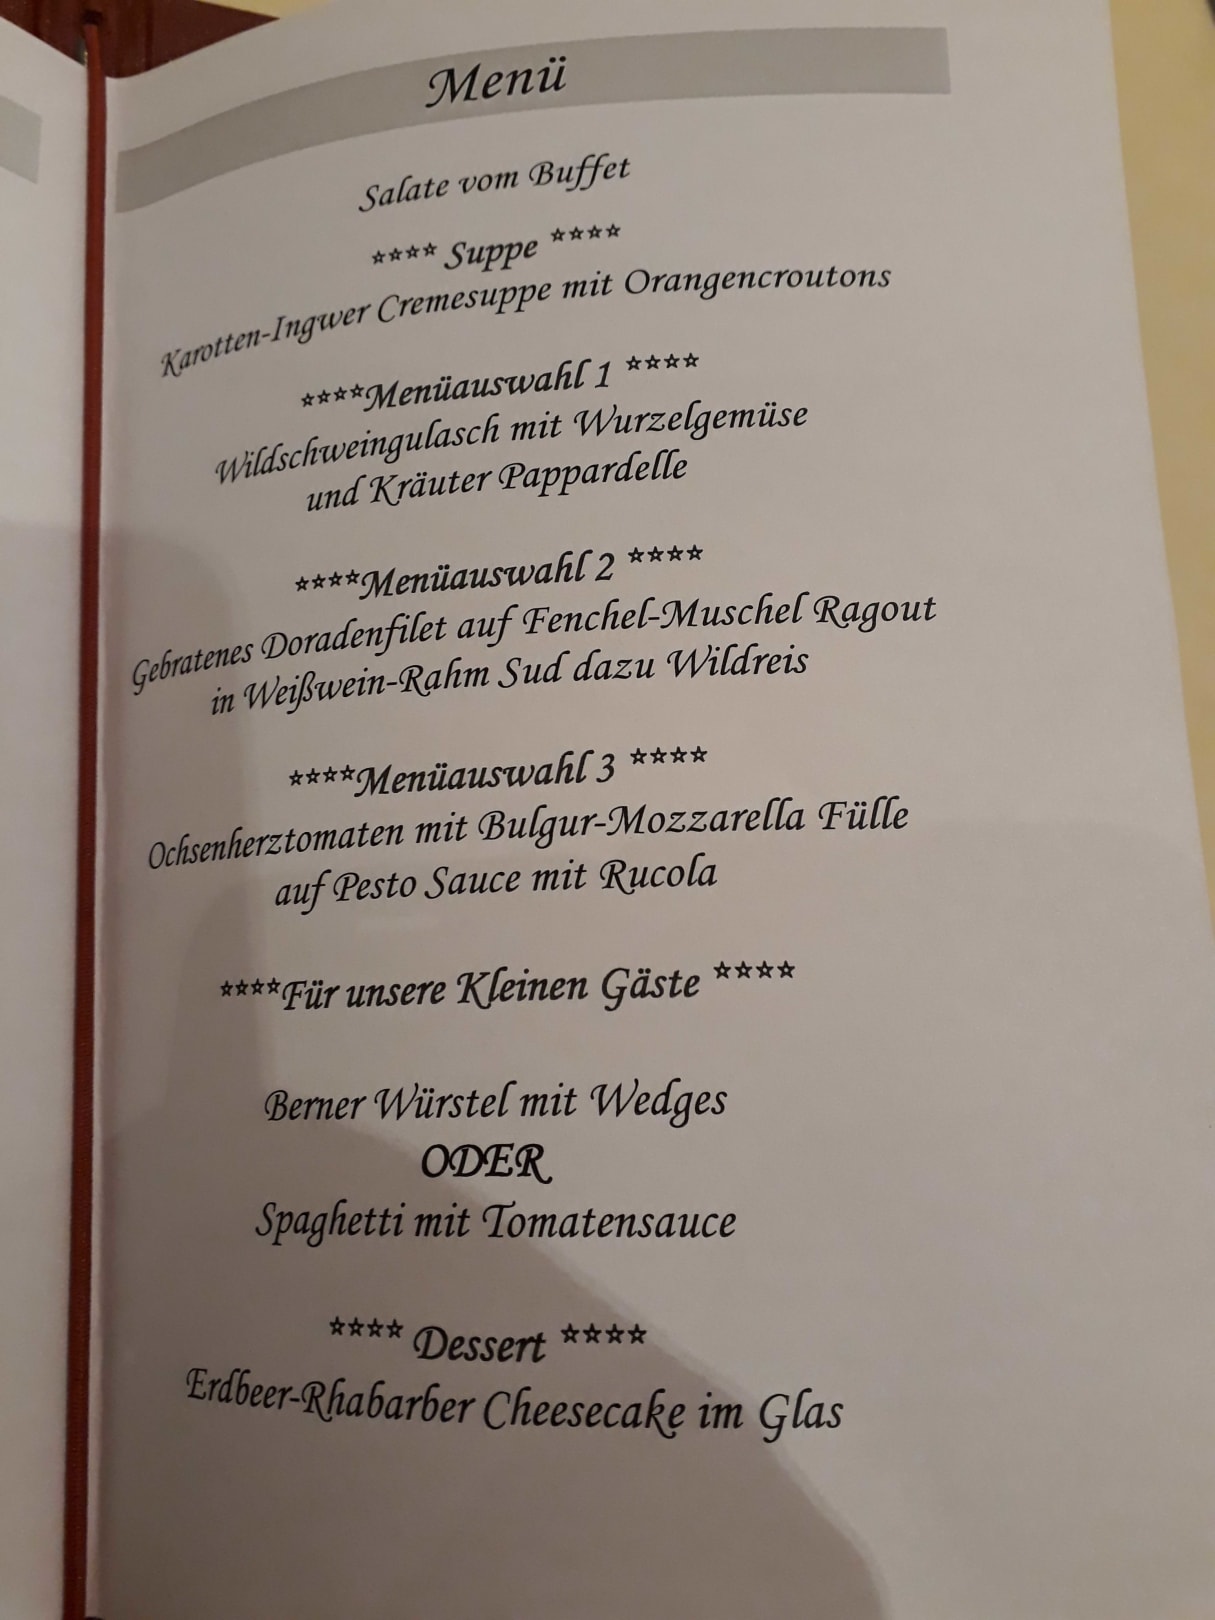 Menü
Salate vom Buffet
**** Suppe ****
Karotten-Ingwer Cremesuppe mit Orangencroutons
****Menüauswahl 1 ****
Wildschweingulasch mit Wurzelgemüse
und Kräuter Pappardelle
****Menüauswahl 2 ****
Gebratenes Doradenfilet auf Fenchel-Muschel Ragout
in Weißwein-Rahm Sud dazu Wildreis
****Menüauswahl 3 ****
Ochsenherztomaten mit Bulgur-Mozzarella Fülle
auf Pesto Sauce mit Rucola
****Für unsere Kleinen Gäste ****
Berner Würstel mit Wedges
ODER
Spaghetti mit Tomatensauce
**** Dessert ****
Erdbeer-Rhabarber Cheesecake im Glas